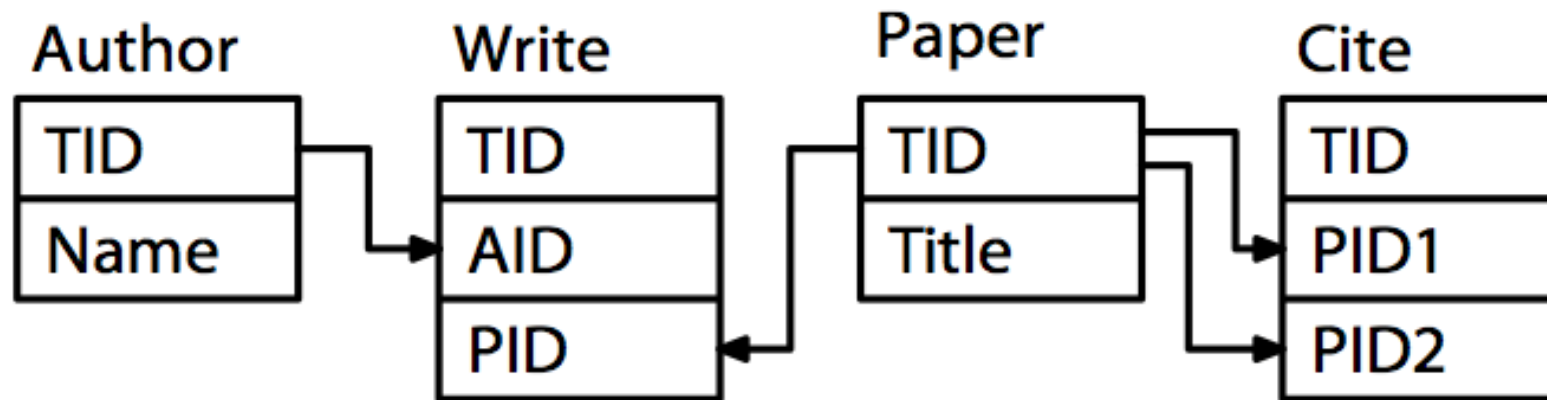 Author
TID
Name
Write
TID
AID
PID
Paper
TID
Title
Cite
TID
PID1
PID2